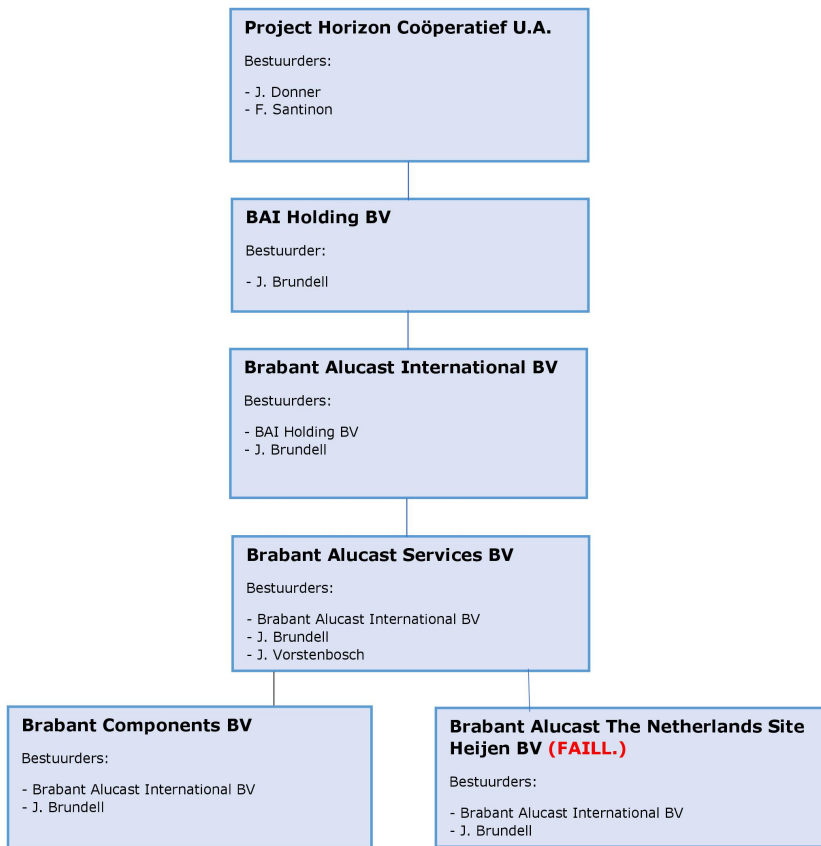 Project Horizon Coöperatief U.A.
Bestuurders:
- J. Donner
- F. Santinon
BAI Holding BV
Bestuurder:
- J. Brundell
Brabant Alucast International BV
Bestuurders:
- BAI Holding BV
- J. Brundell
Brabant Alucast Services BV
Bestuurders:
- Brabant Alucast International BV
- J. Brundell
- J. Vorstenbosch
Brabant Components BV
Bestuurders:
- Brabant Alucast International BV
- J. Brundell
Brabant Alucast The Netherlands Site
Heijen BV (FAILL.)
Bestuurders:
- Brabant Alucast International BV
- J. Brundell